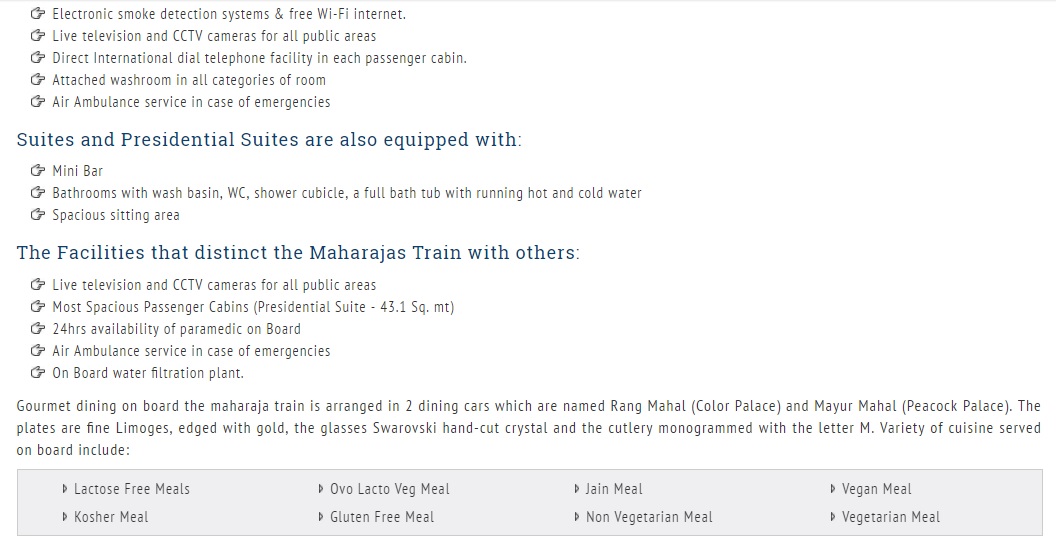 Electronic smoke detection systems & free Wi-Fi internet.
Live television and CCTV cameras for all public areas
Direct International dial telephone facility in each passenger cabin.
Attached washroom in all categories of room
Air Ambulance service in case of emergencies
Suites and Presidential Suites are also equipped with:
Mini Bar
Bathrooms with wash basin, WC, shower cubicle, a full bath tub with running hot and cold water
Spacious sitting area
The Facilities that distinct the Maharajas Train with others:
Live television and CCTV cameras for all public areas
Most Spacious Passenger Cabins (Presidential Suite - 43.1 Sq. mt)
24hrs availability of paramedic on Board
Air Ambulance service in case of emergencies
On Board water filtration plant.
Gourmet dining on board the maharaja train is arranged in 2 dining cars which are named Rang Mahal (Color Palace) and Mayur Mahal (Peacock Palace). The
plates are fine Limoges, edged with gold, the glasses Swarovski hand-cut crystal and the cutlery monogrammed with the letter M. Variety of cuisine served
on board include:
Lactose Free Meals Ovo Lacto Veg Meal Jain Meal Vegan Meal
Kosher Meal Gluten Free Meal Non Vegetarian Meal Vegetarian Meal